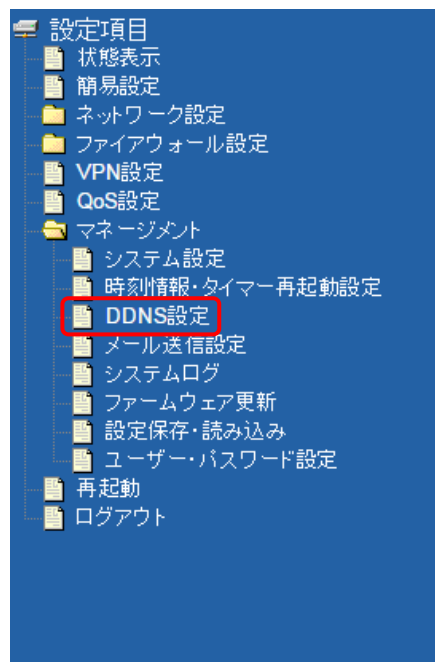 設定項目
状態表示
簡易設定
ネットワーク設定
ファイアウォール設定
VPN設定
QoS設定
マネージメント
システム設定
時刻情報・タイマー再起動設定
DDNS設定
メール送信設定
システムログ
ファームウェア更新
設定保存・読み込み
ユーザー・パスワード設定
再起動
ログアウト